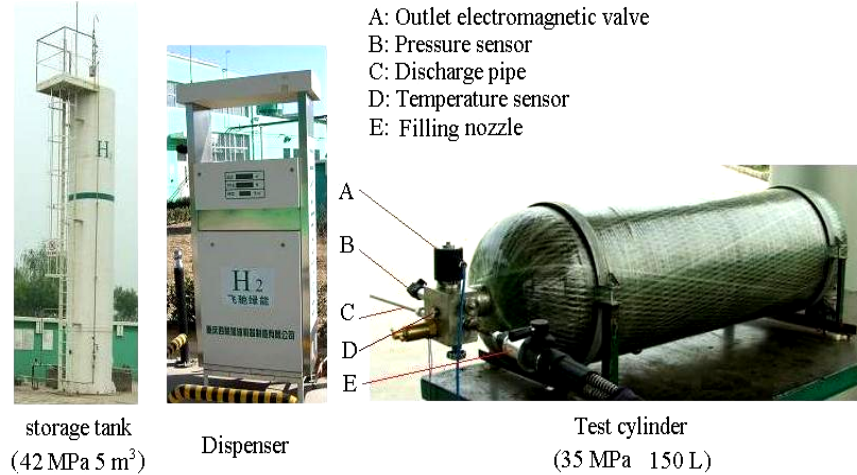 A: Outlet electromagnetic valve
B: Pressure sensor
C: Discharge pipe
D: Temperature sensor
E: Filling nozzle
H
H2
飞驰绿能
A
B
C
D
E
storage tank
(42 MPa 5 m³)
Dispenser
Test cylinder
(35 MPa 150 L)